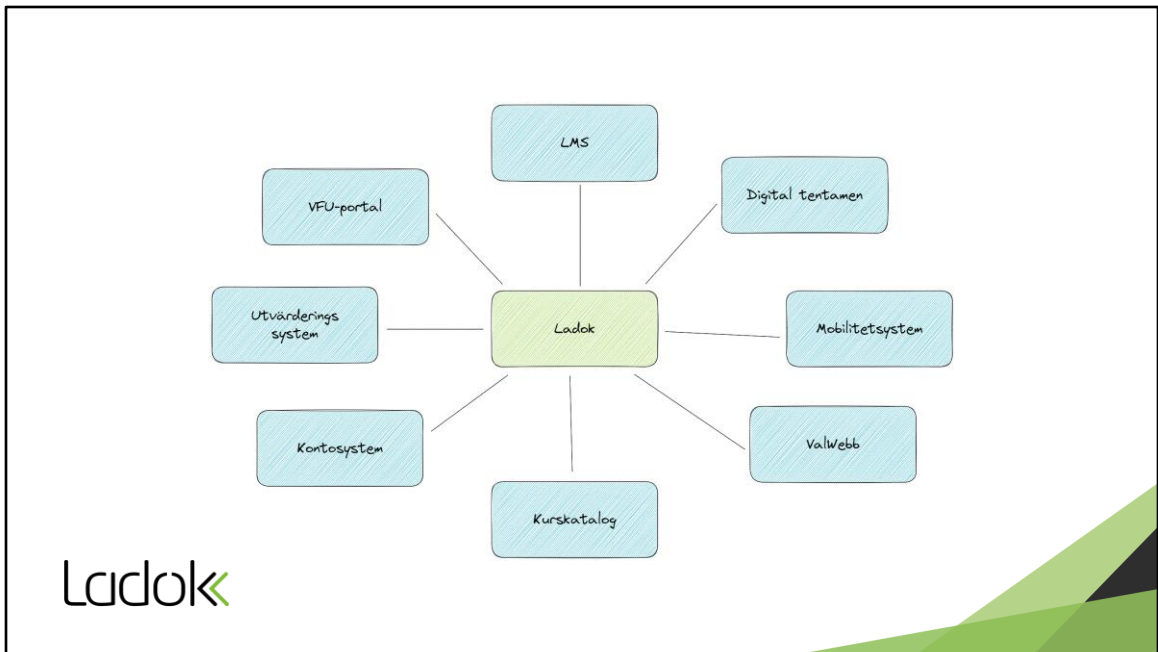 LMS
Digital tentamen
VFU-portal
Utvärderings
system
Ladok
Mobilitetsystem
Kontosystem
ValWebb
Kurskatalog
Ladok